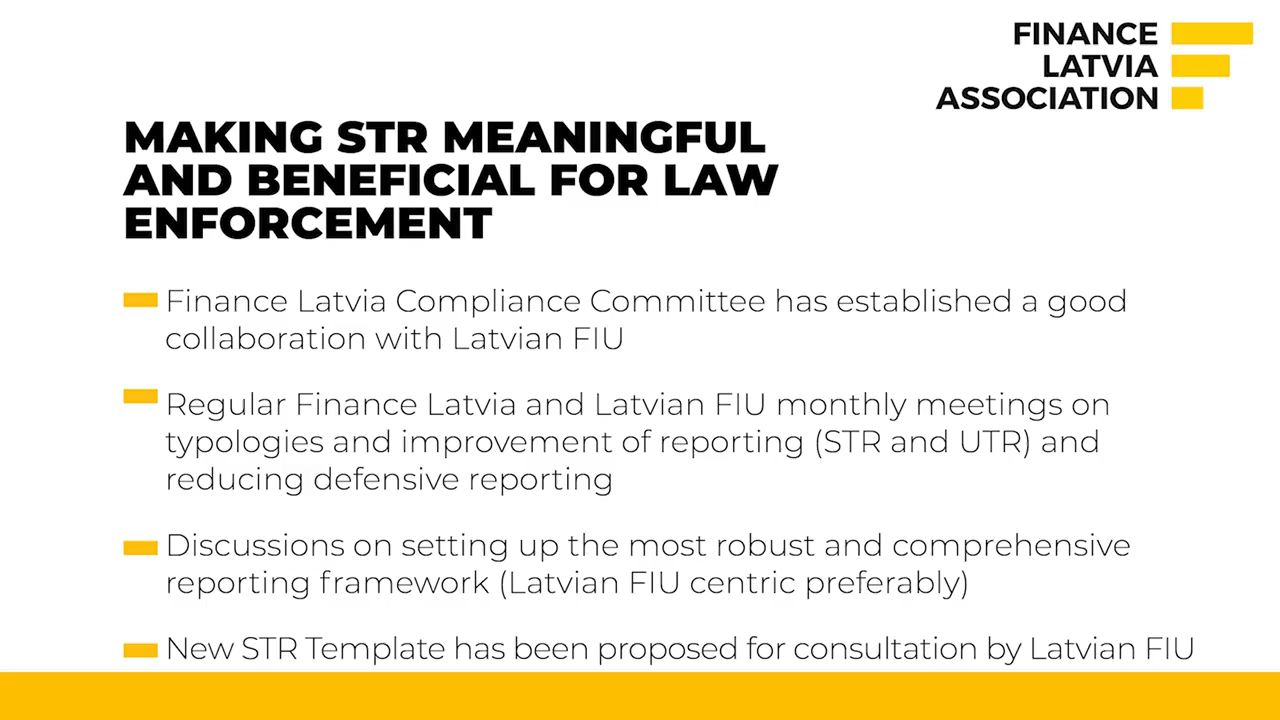 FINANCE
LATVIA
ASSOCIATION
MAKING STR MEANINGFUL
AND BENEFICIAL FOR LAW
ENFORCEMENT
Finance Latvia Compliance Committee has established a good
collaboration with Latvian FIU
Regular Finance Latvia and Latvian FIU monthly meetings on
typologies and improvement of reporting (STR and UTR) and
reducing defensive reporting
Discussions on setting up the most robust and comprehensive
reporting framework (Latvian FIU centric preferably)
New STR Template has been proposed for consultation by Latvian FIU